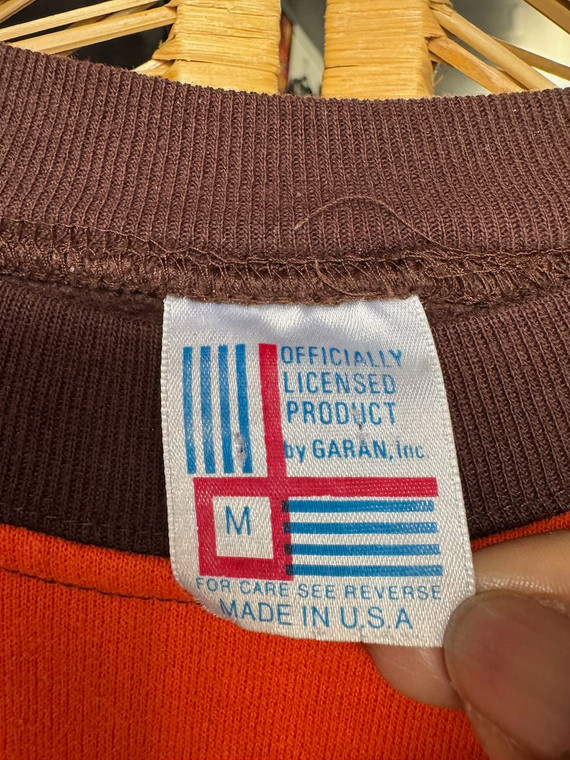 OFFICIALLY
LICENSED
PRODUCT
by GARAN, Inc
M
FOR CARE SEE REVERSE
MADE IN U.S.A